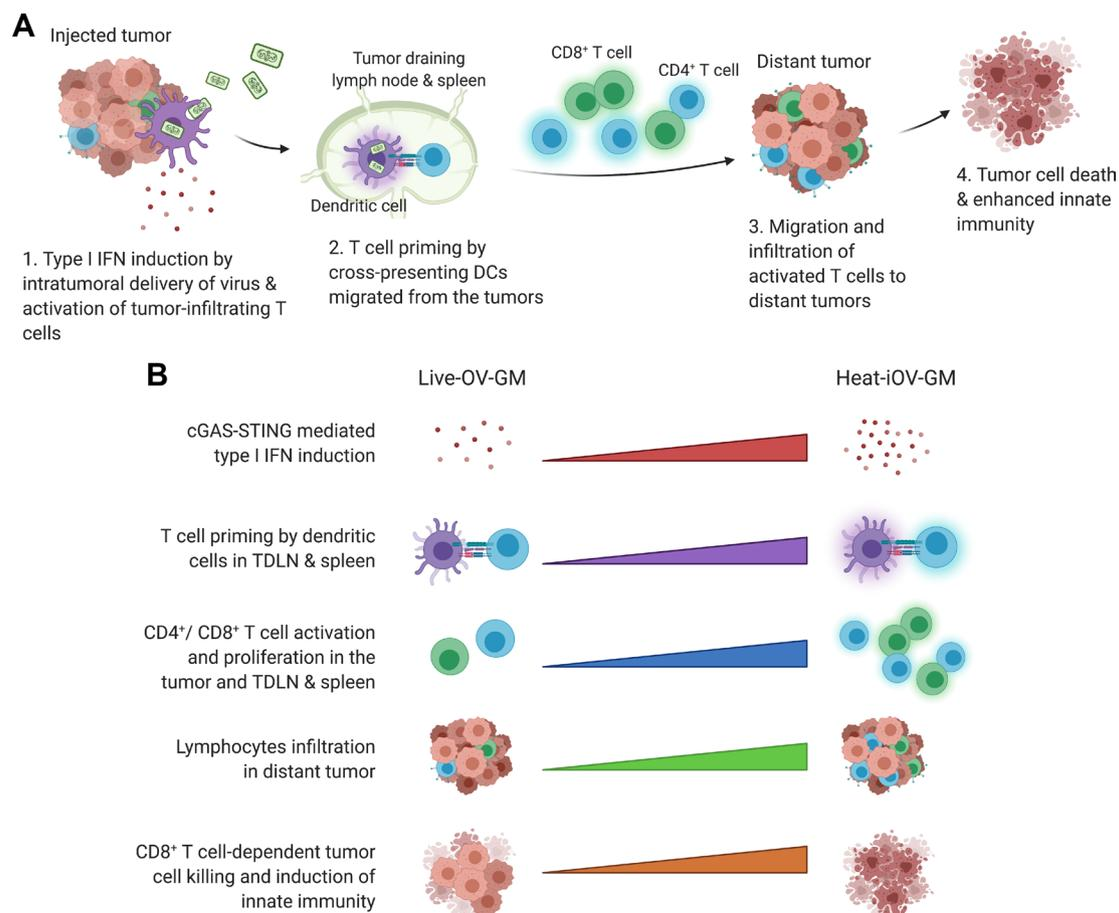 A
Injected tumor
Tumor draining
lymph node & spleen
Dendritic cell
CD8⁺ T cell
CD4⁺ T cell
Distant tumor
1. Type I IFN induction by
intratumoral delivery of virus &
activation of tumor-infiltrating T
cells
2. T cell priming by
cross-presenting DCs
migrated from the tumors
3. Migration and
infiltration of
activated T cells to
distant tumors
4. Tumor cell death
& enhanced innate
immunity
B
Live-OV-GM
Heat-iOV-GM
cGAS-STING mediated
type I IFN induction
T cell priming by dendritic
cells in TDLN & spleen
CD4⁺/ CD8⁺ T cell activation
and proliferation in the
tumor and TDLN & spleen
Lymphocytes infiltration
in distant tumor
CD8⁺ T cell-dependent tumor
cell killing and induction of
innate immunity